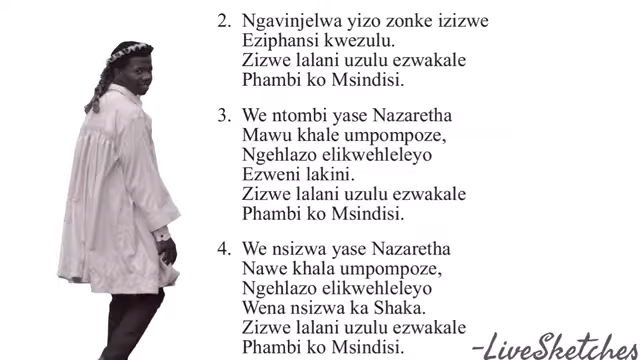 2. Ngavinjelwa yizo zonke izizwe
Eziphansi kwezulu.
Zizwe lalani uzulu ezwakale
Phambi ko Msindisi.
3. We ntombi yase Nazaretha
Mawu khale umpompoze,
Ngehlazo elikwehleleyo
Ezweni lakini.
Zizwe lalani uzulu ezwakale
Phambi ko Msindisi.
4. We nsizwa yase Nazaretha
Nawe khala umpompoze,
Ngehlazo elikwehleleyo
Wena nsizwa ka Shaka.
Zizwe lalani uzulu ezwakale
Phambi ko Msindisi.
-LiveSketches